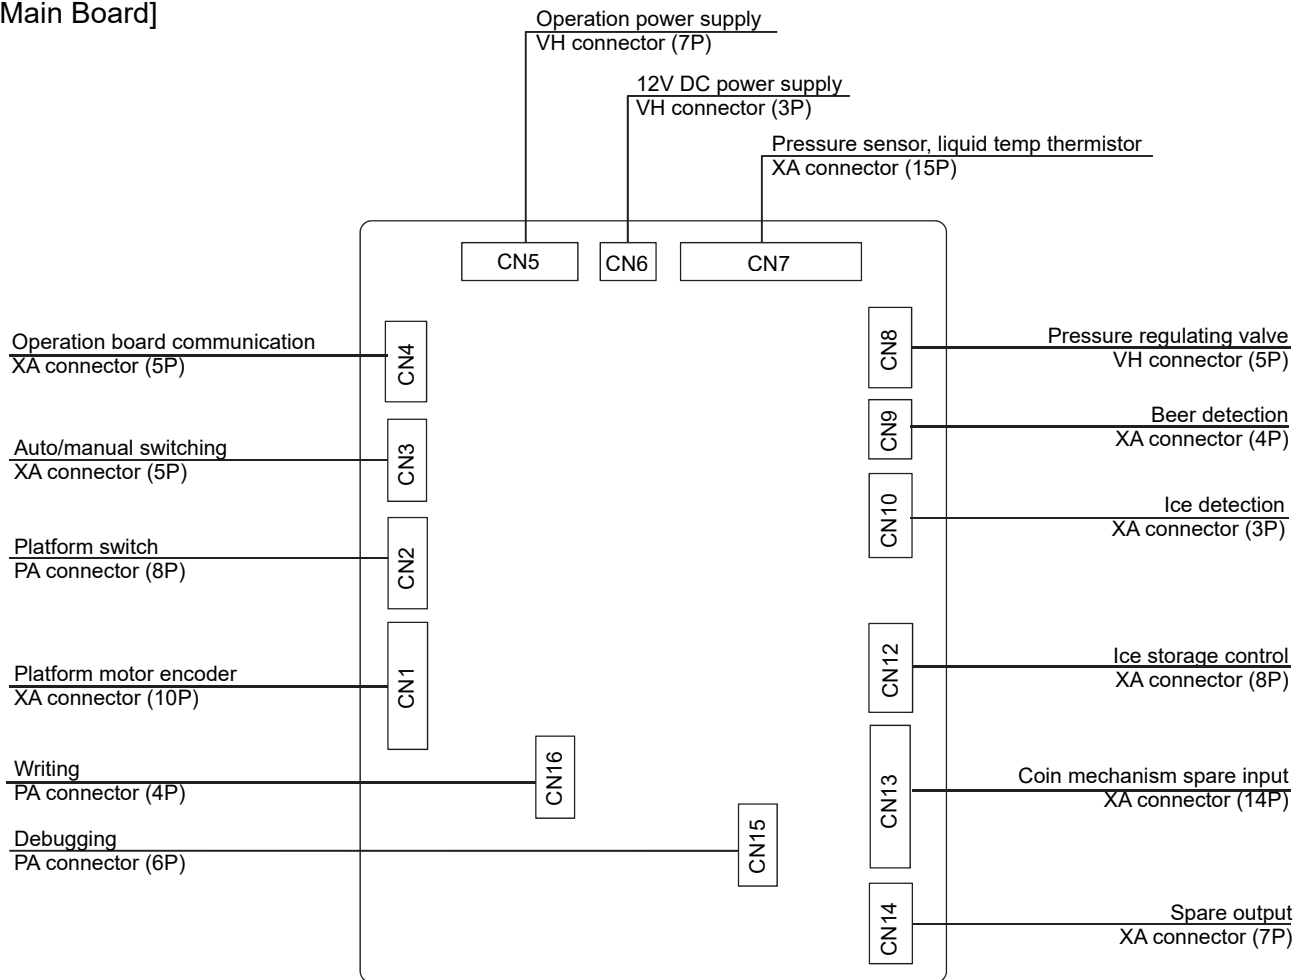 Main Board]
Operation power supply
VH connector (7P)
12V DC power supply
VH connector (3P)
Pressure sensor, liquid temp thermistor
XA connector (15P)
CN5
CN6
CN7
Operation board communication
XA connector (5P)
CN4
Auto/manual switching
XA connector (5P)
CN3
Platform switch
PA connector (8P)
CN2
Platform motor encoder
XA connector (10P)
CN1
Writing
PA connector (4P)
CN16
Debugging
PA connector (6P)
CN15
CN8
Pressure regulating valve
VH connector (5P)
CN9
Beer detection
XA connector (4P)
CN10
Ice detection
XA connector (3P)
CN12
Ice storage control
XA connector (8P)
CN13
Coin mechanism spare input
XA connector (14P)
CN14
Spare output
XA connector (7P)